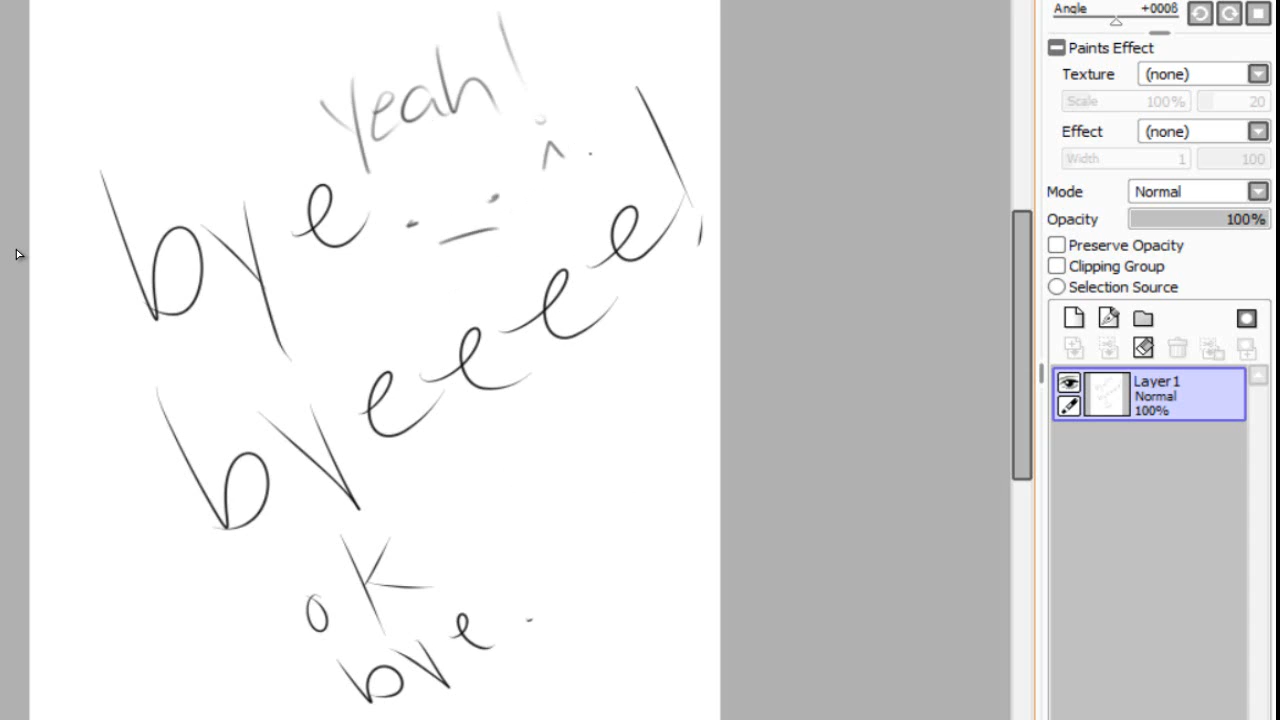 yeah!
bye. ._.
^.
byeeeee!
ok
bye.
Angle +0008
Paints Effect
Texture (none)
Scale 100% 20
Effect (none)
Width 1 100
Mode Normal
Opacity 100%
Preserve Opacity
Clipping Group
Selection Source
Layer1
Normal
100%